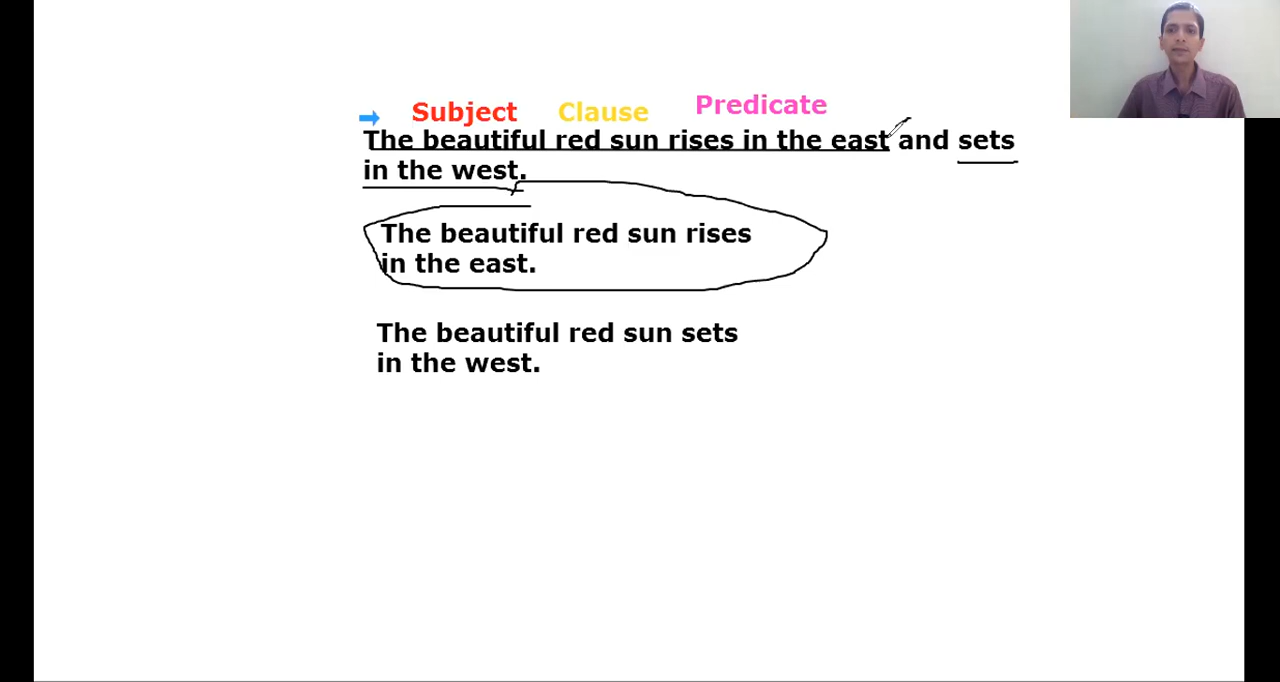 Subject Clause Predicate
The beautiful red sun rises in the east and sets
in the west.
The beautiful red sun rises
in the east.
The beautiful red sun sets
in the west.